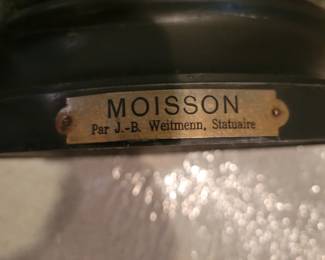 MOISSON
Par J.-B. Weitmenn, Statuaire